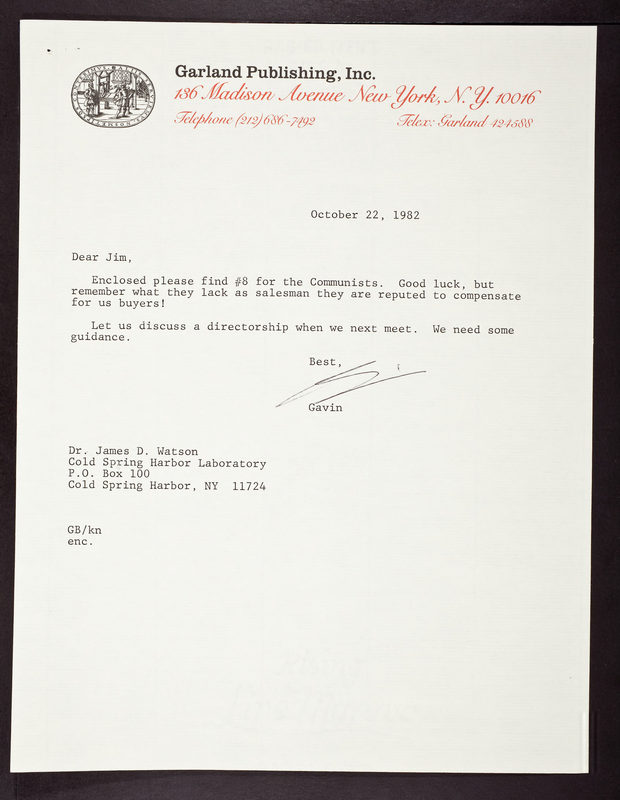 Garland Publishing, Inc.
136 Madison Avenue New York, N.Y. 10016
Telephone (212) 686-7492 Telex: Garland 424588
October 22, 1982
Dear Jim,
Enclosed please find #8 for the Communists. Good luck, but
remember what they lack as salesman they are reputed to compensate
for us buyers!
Let us discuss a directorship when we next meet. We need some
guidance.
Best,
Gavin
Dr. James D. Watson
Cold Spring Harbor Laboratory
P.O. Box 100
Cold Spring Harbor, NY 11724
GB/kn
enc.